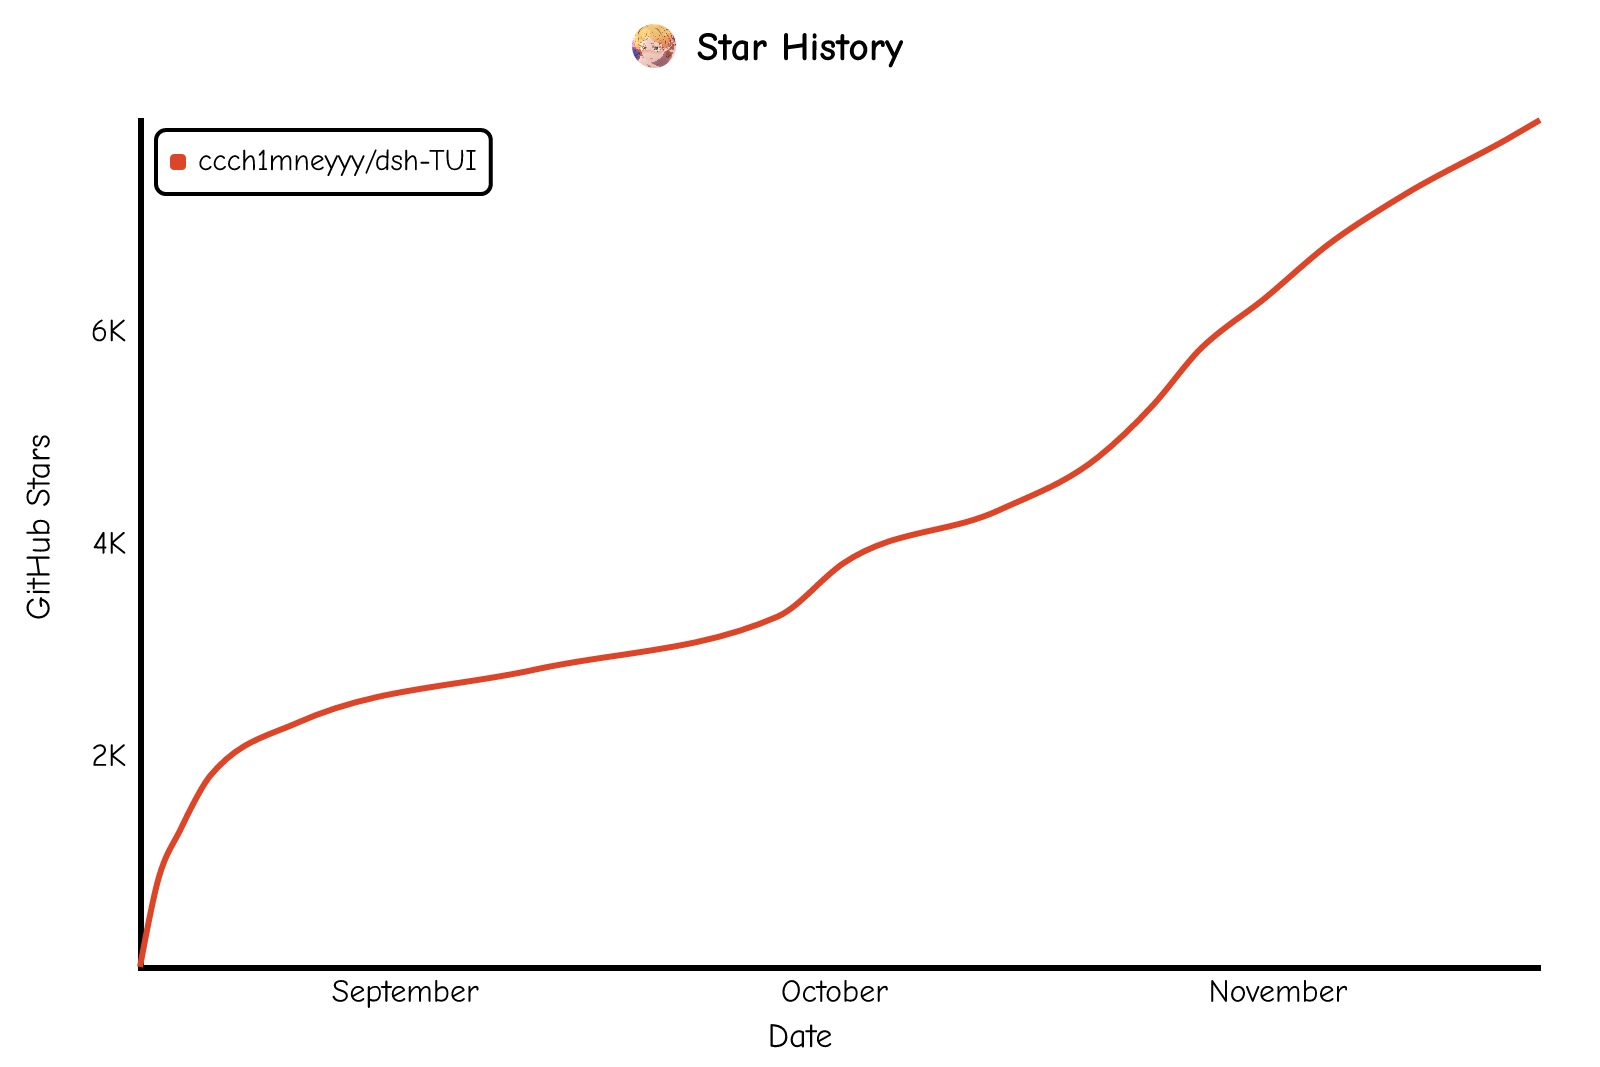 Star History
ccch1mneyyy/dsh-TUI
6K
4K
2K
GitHub Stars
September
October
November
Date